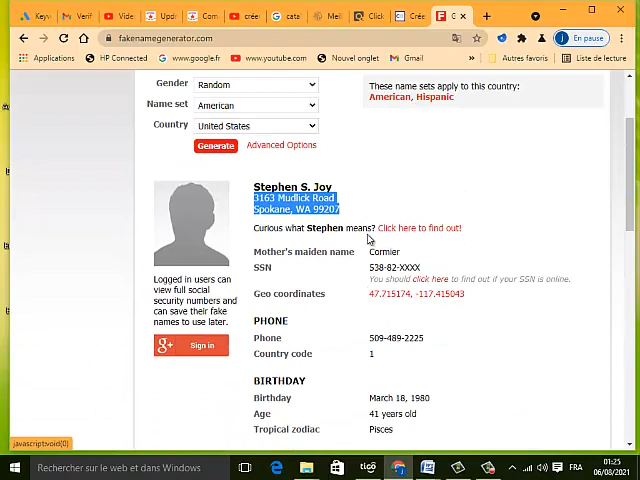 Keyw
Verif
Vide
Updr
Com
créer
cata
Meil
Click
Crée
G
fakenamegenerator.com
En pause
Applications
HP Connected
www.google.fr
www.youtube.com
Nouvel onglet
Gmail
Autres favoris
Liste de lecture
Gender
Random
Name set
American
Country
United States
Generate
Advanced Options
These name sets apply to this country:
American, Hispanic
Stephen S. Joy
3163 Mudlick Road
Spokane, WA 99207
Curious what Stephen means? Click here to find out!
Mother's maiden name Cormier
SSN 538-82-XXXX
You should click here to find out if your SSN is online.
Geo coordinates 47.715174, -117.415043
Logged in users can
view full social
security numbers and
can save their fake
names to use later.
g+ Sign in
PHONE
Phone 509-489-2225
Country code 1
BIRTHDAY
Birthday March 18, 1980
Age 41 years old
Tropical zodiac Pisces
javascript:void(0)
Rechercher sur le web et dans Windows
tigo
FRA
01:25
06/08/2021